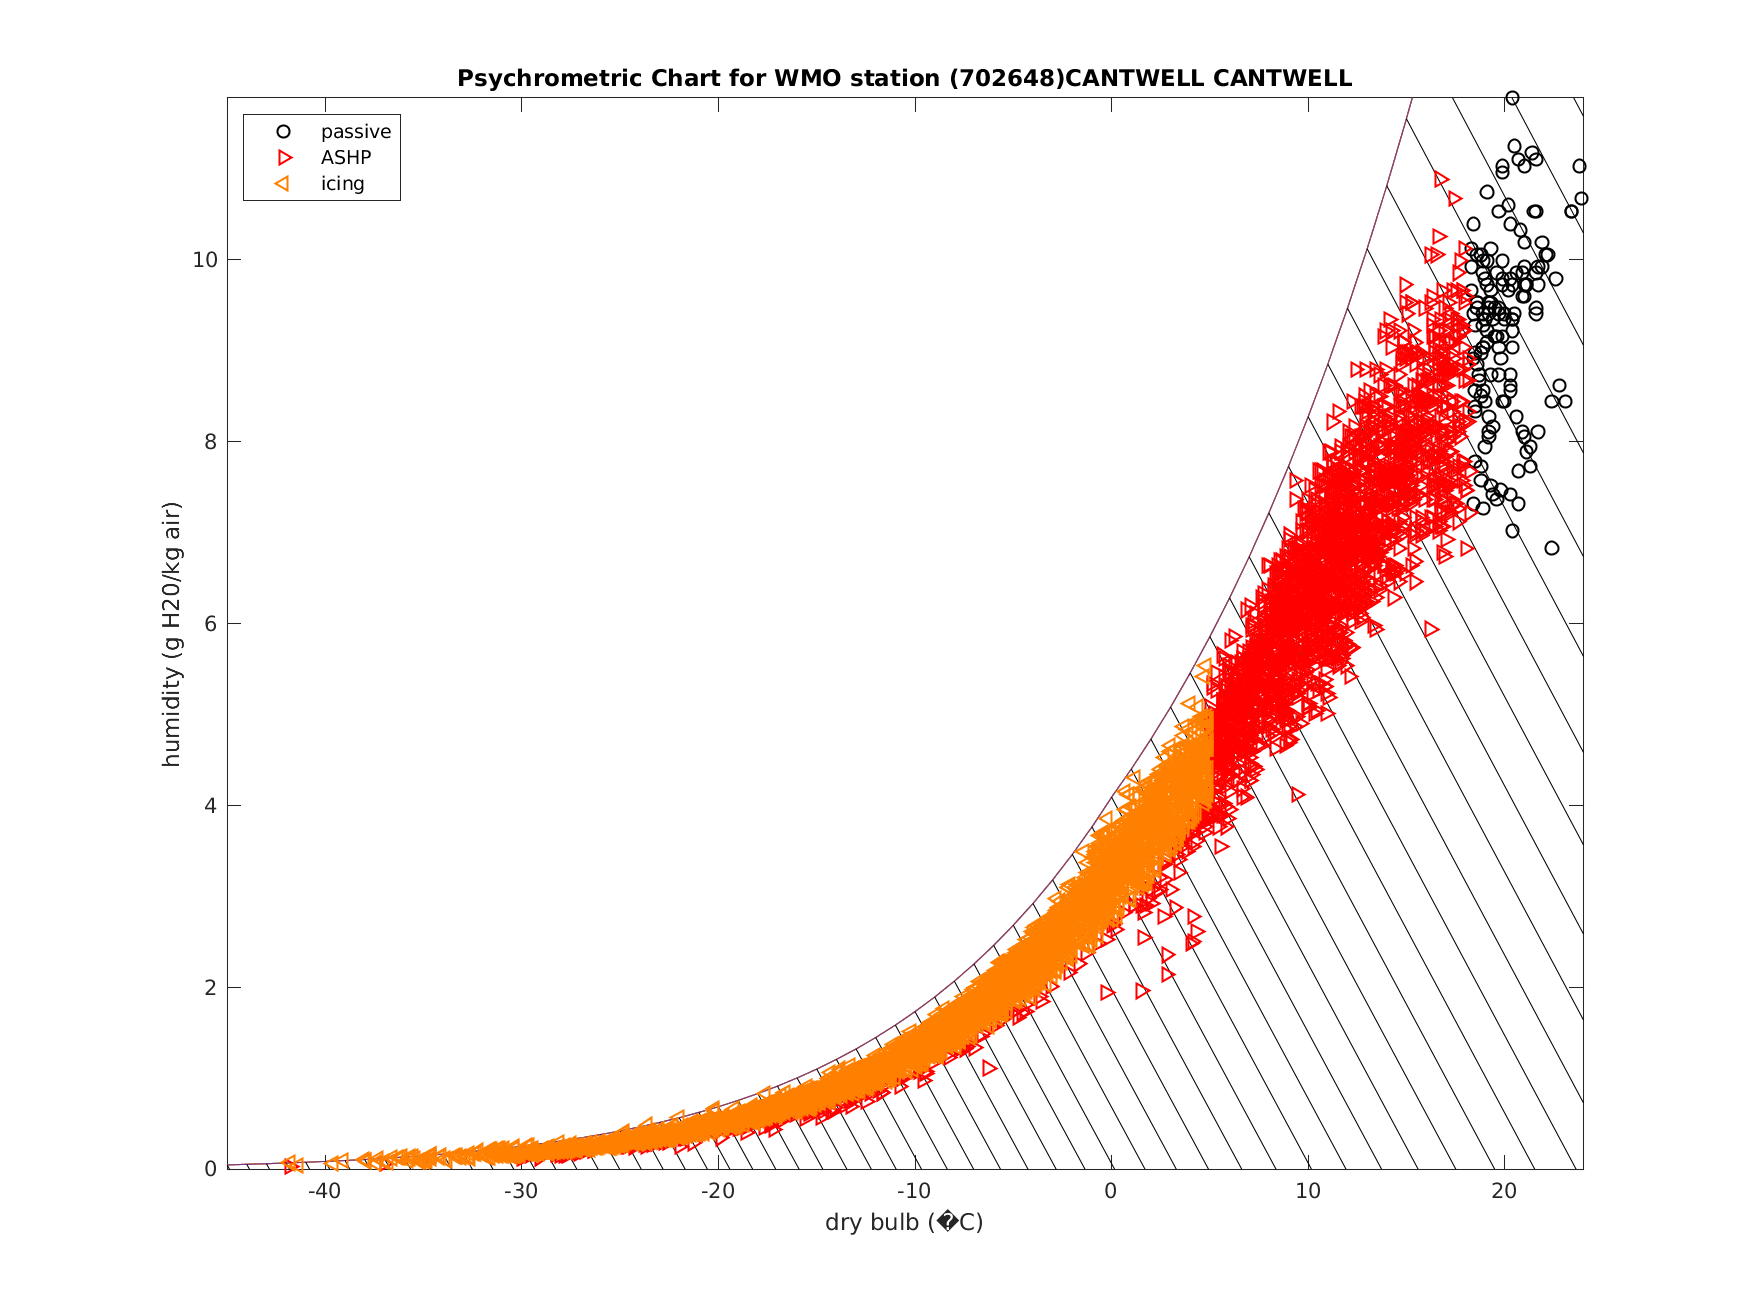 Psychrometric Chart for WMO station (702648)CANTWELL CANTWELL
passive
ASHP
icing
humidity (g H20/kg air)
10
8
6
4
2
0
-40 -30 -20 -10 0 10 20
dry bulb (�C)